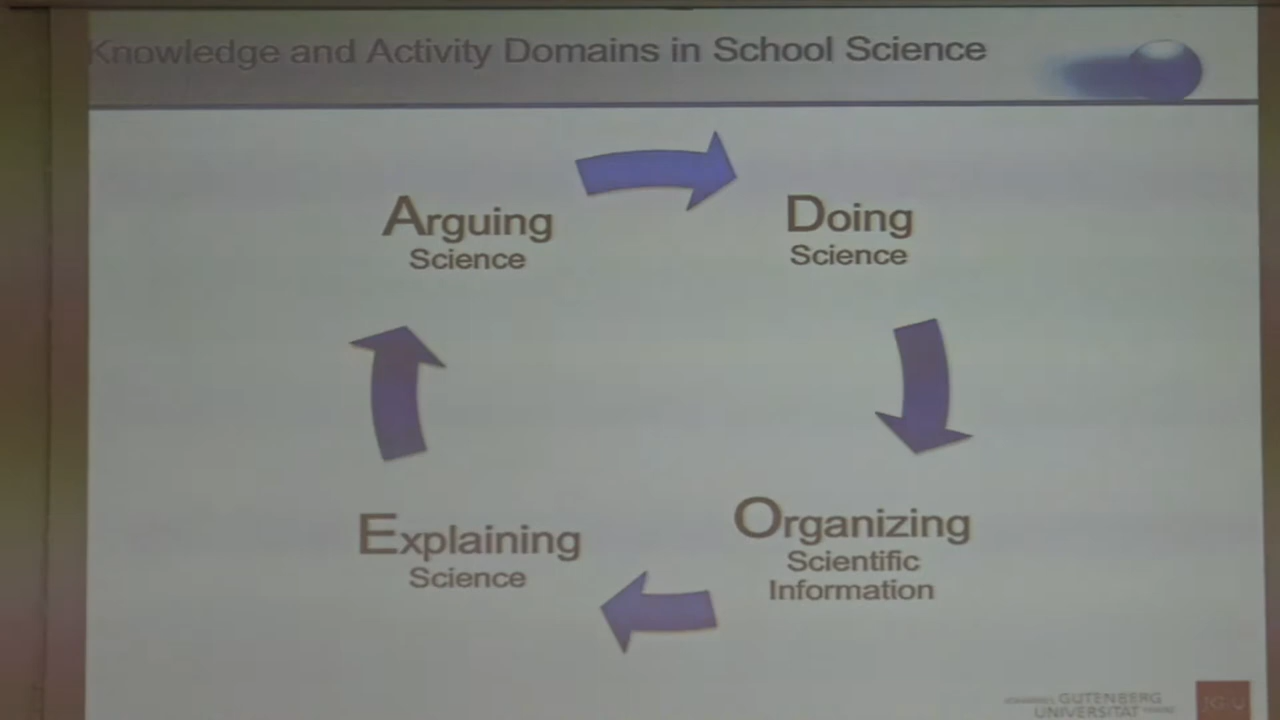 Knowledge and Activity Domains in School Science
Arguing
Science
Doing
Science
Explaining
Science
Organizing
Scientific
Information
GUTENBERG
UNIVERSITÄT